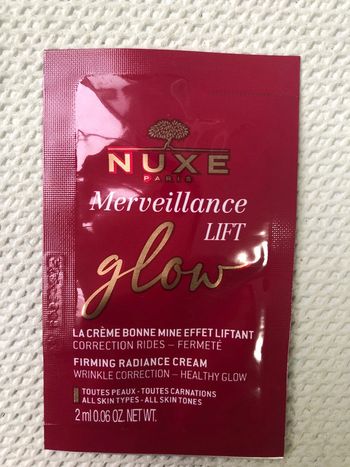 NUXE
PARIS
Merveillance
LIFT
glow
LA CRÈME BONNE MINE EFFET LIFTANT
CORRECTION RIDES – FERMETÉ
FIRMING RADIANCE CREAM
WRINKLE CORRECTION – HEALTHY GLOW
TOUTES PEAUX - TOUTES CARNATIONS
ALL SKIN TYPES - ALL SKIN TONES
2 ml 0.06 OZ. NET WT.